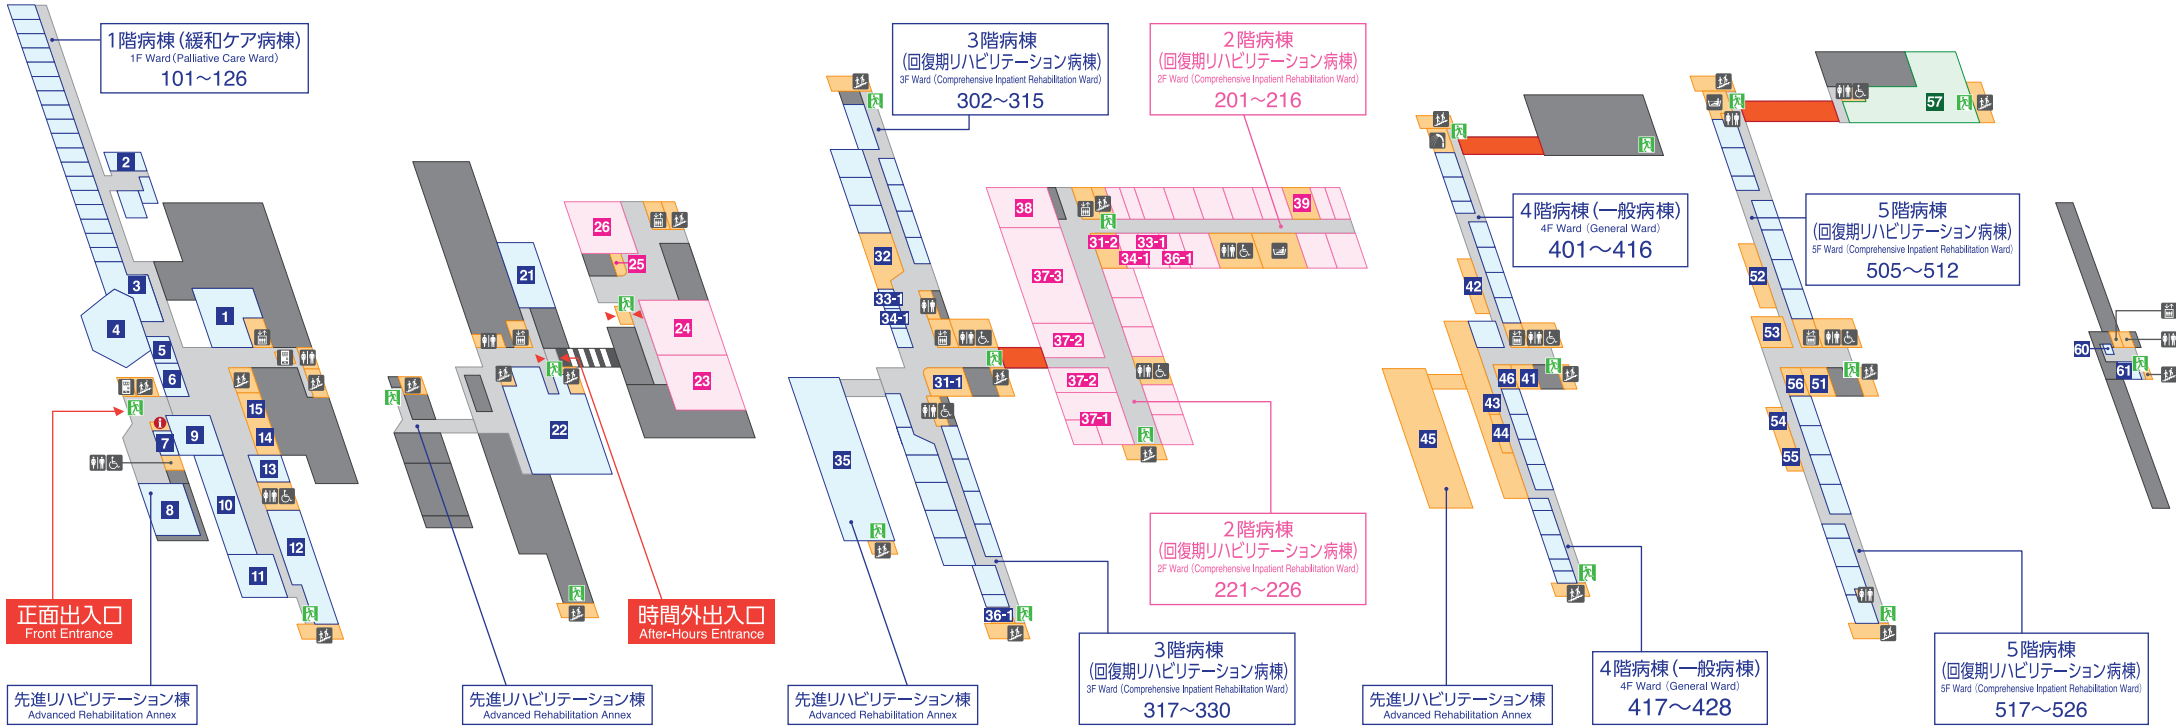 1階病棟(緩和ケア病棟)
1F Ward (Palliative Care Ward)
101～126
2
3
4
1
5
6
15
14
i
7
9
13
8
10
12
11
正面出入口
Front Entrance
先進リハビリテーション棟
Advanced Rehabilitation Annex
26
25
21
24
23
22
時間外出入口
After-Hours Entrance
先進リハビリテーション棟
Advanced Rehabilitation Annex
3階病棟
(回復期リハビリテーション病棟)
3F Ward (Comprehensive Inpatient Rehabilitation Ward)
302～315
2階病棟
(回復期リハビリテーション病棟)
2F Ward (Comprehensive Inpatient Rehabilitation Ward)
201～216
38
39
31-2
33-1
34-1
36-1
32
37-3
33-1
34-1
37-2
31-1
37-2
37-1
35
36-1
2階病棟
(回復期リハビリテーション病棟)
2F Ward (Comprehensive Inpatient Rehabilitation Ward)
221～226
3階病棟
(回復期リハビリテーション病棟)
3F Ward (Comprehensive Inpatient Rehabilitation Ward)
317～330
先進リハビリテーション棟
Advanced Rehabilitation Annex
4階病棟(一般病棟)
4F Ward (General Ward)
401～416
42
46
41
43
44
45
4階病棟(一般病棟)
4F Ward (General Ward)
417～428
先進リハビリテーション棟
Advanced Rehabilitation Annex
57
5階病棟
(回復期リハビリテーション病棟)
5F Ward (Comprehensive Inpatient Rehabilitation Ward)
505～512
52
53
56
51
54
55
5階病棟
(回復期リハビリテーション病棟)
5F Ward (Comprehensive Inpatient Rehabilitation Ward)
517～526
60
61